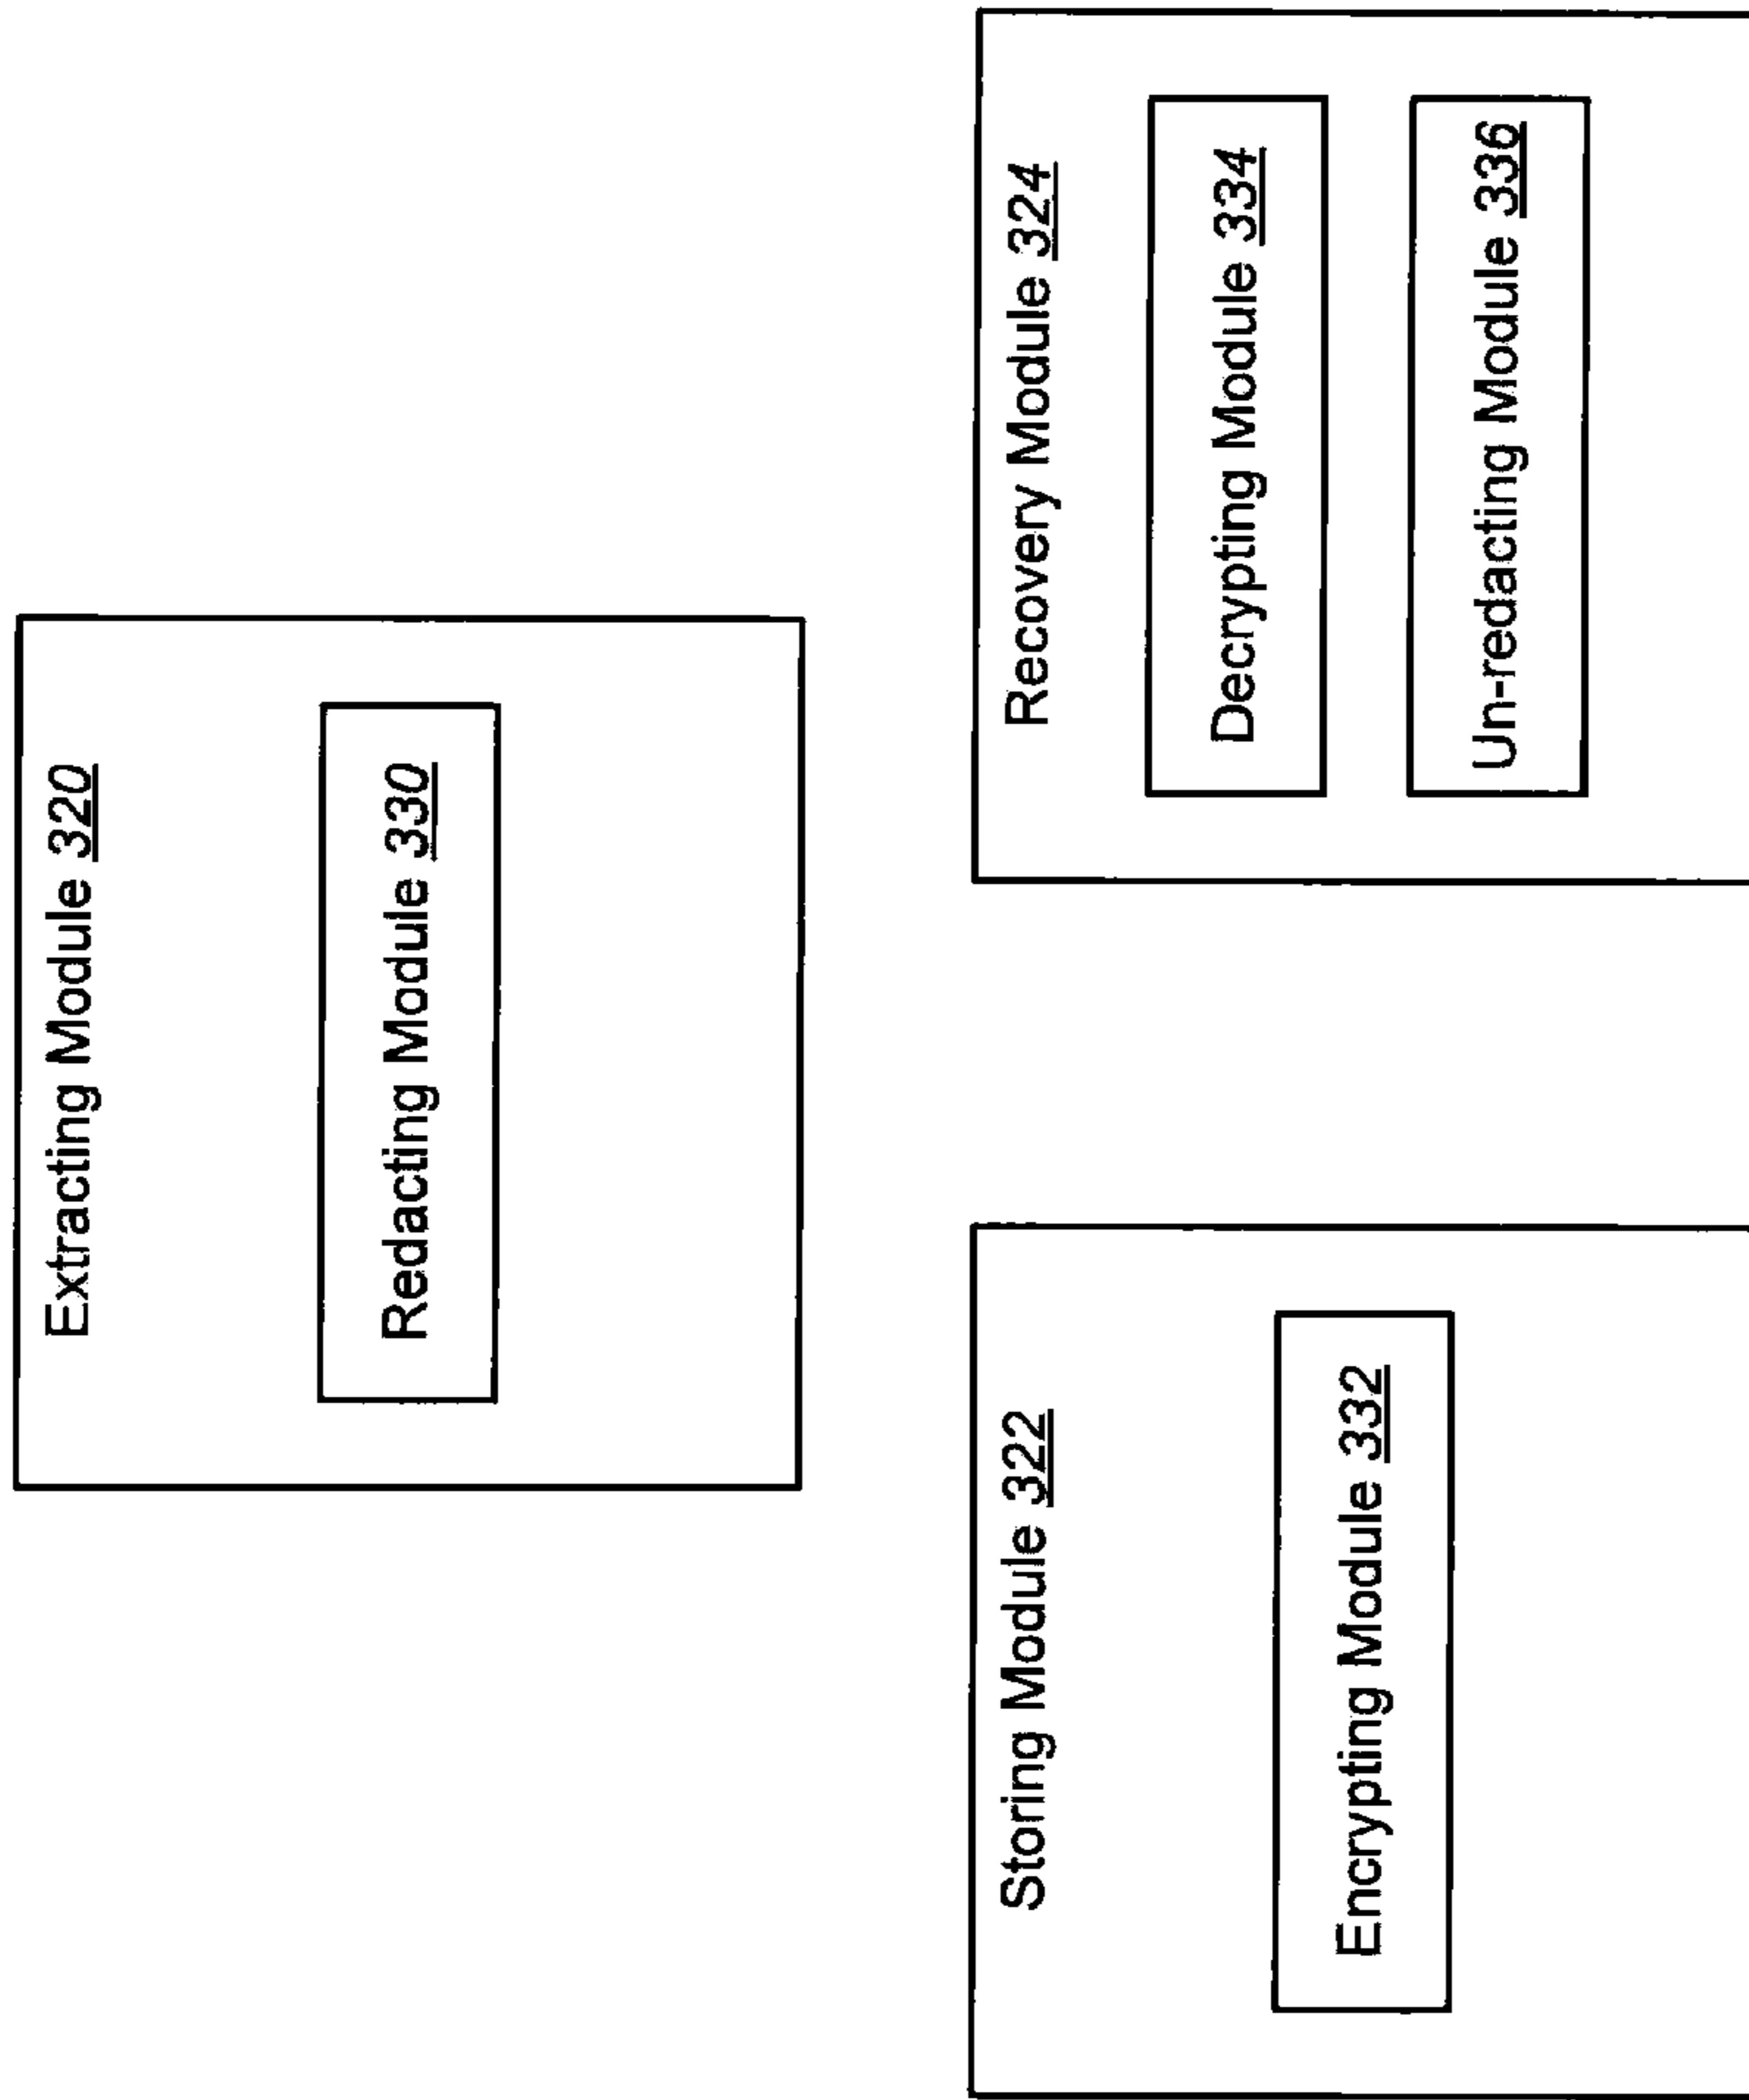 Extracting Module 320
Redacting Module 330
Storing Module 322
Encrypting Module 332
Recovery Module 324
Decrypting Module 334
Un-redacting Module 336